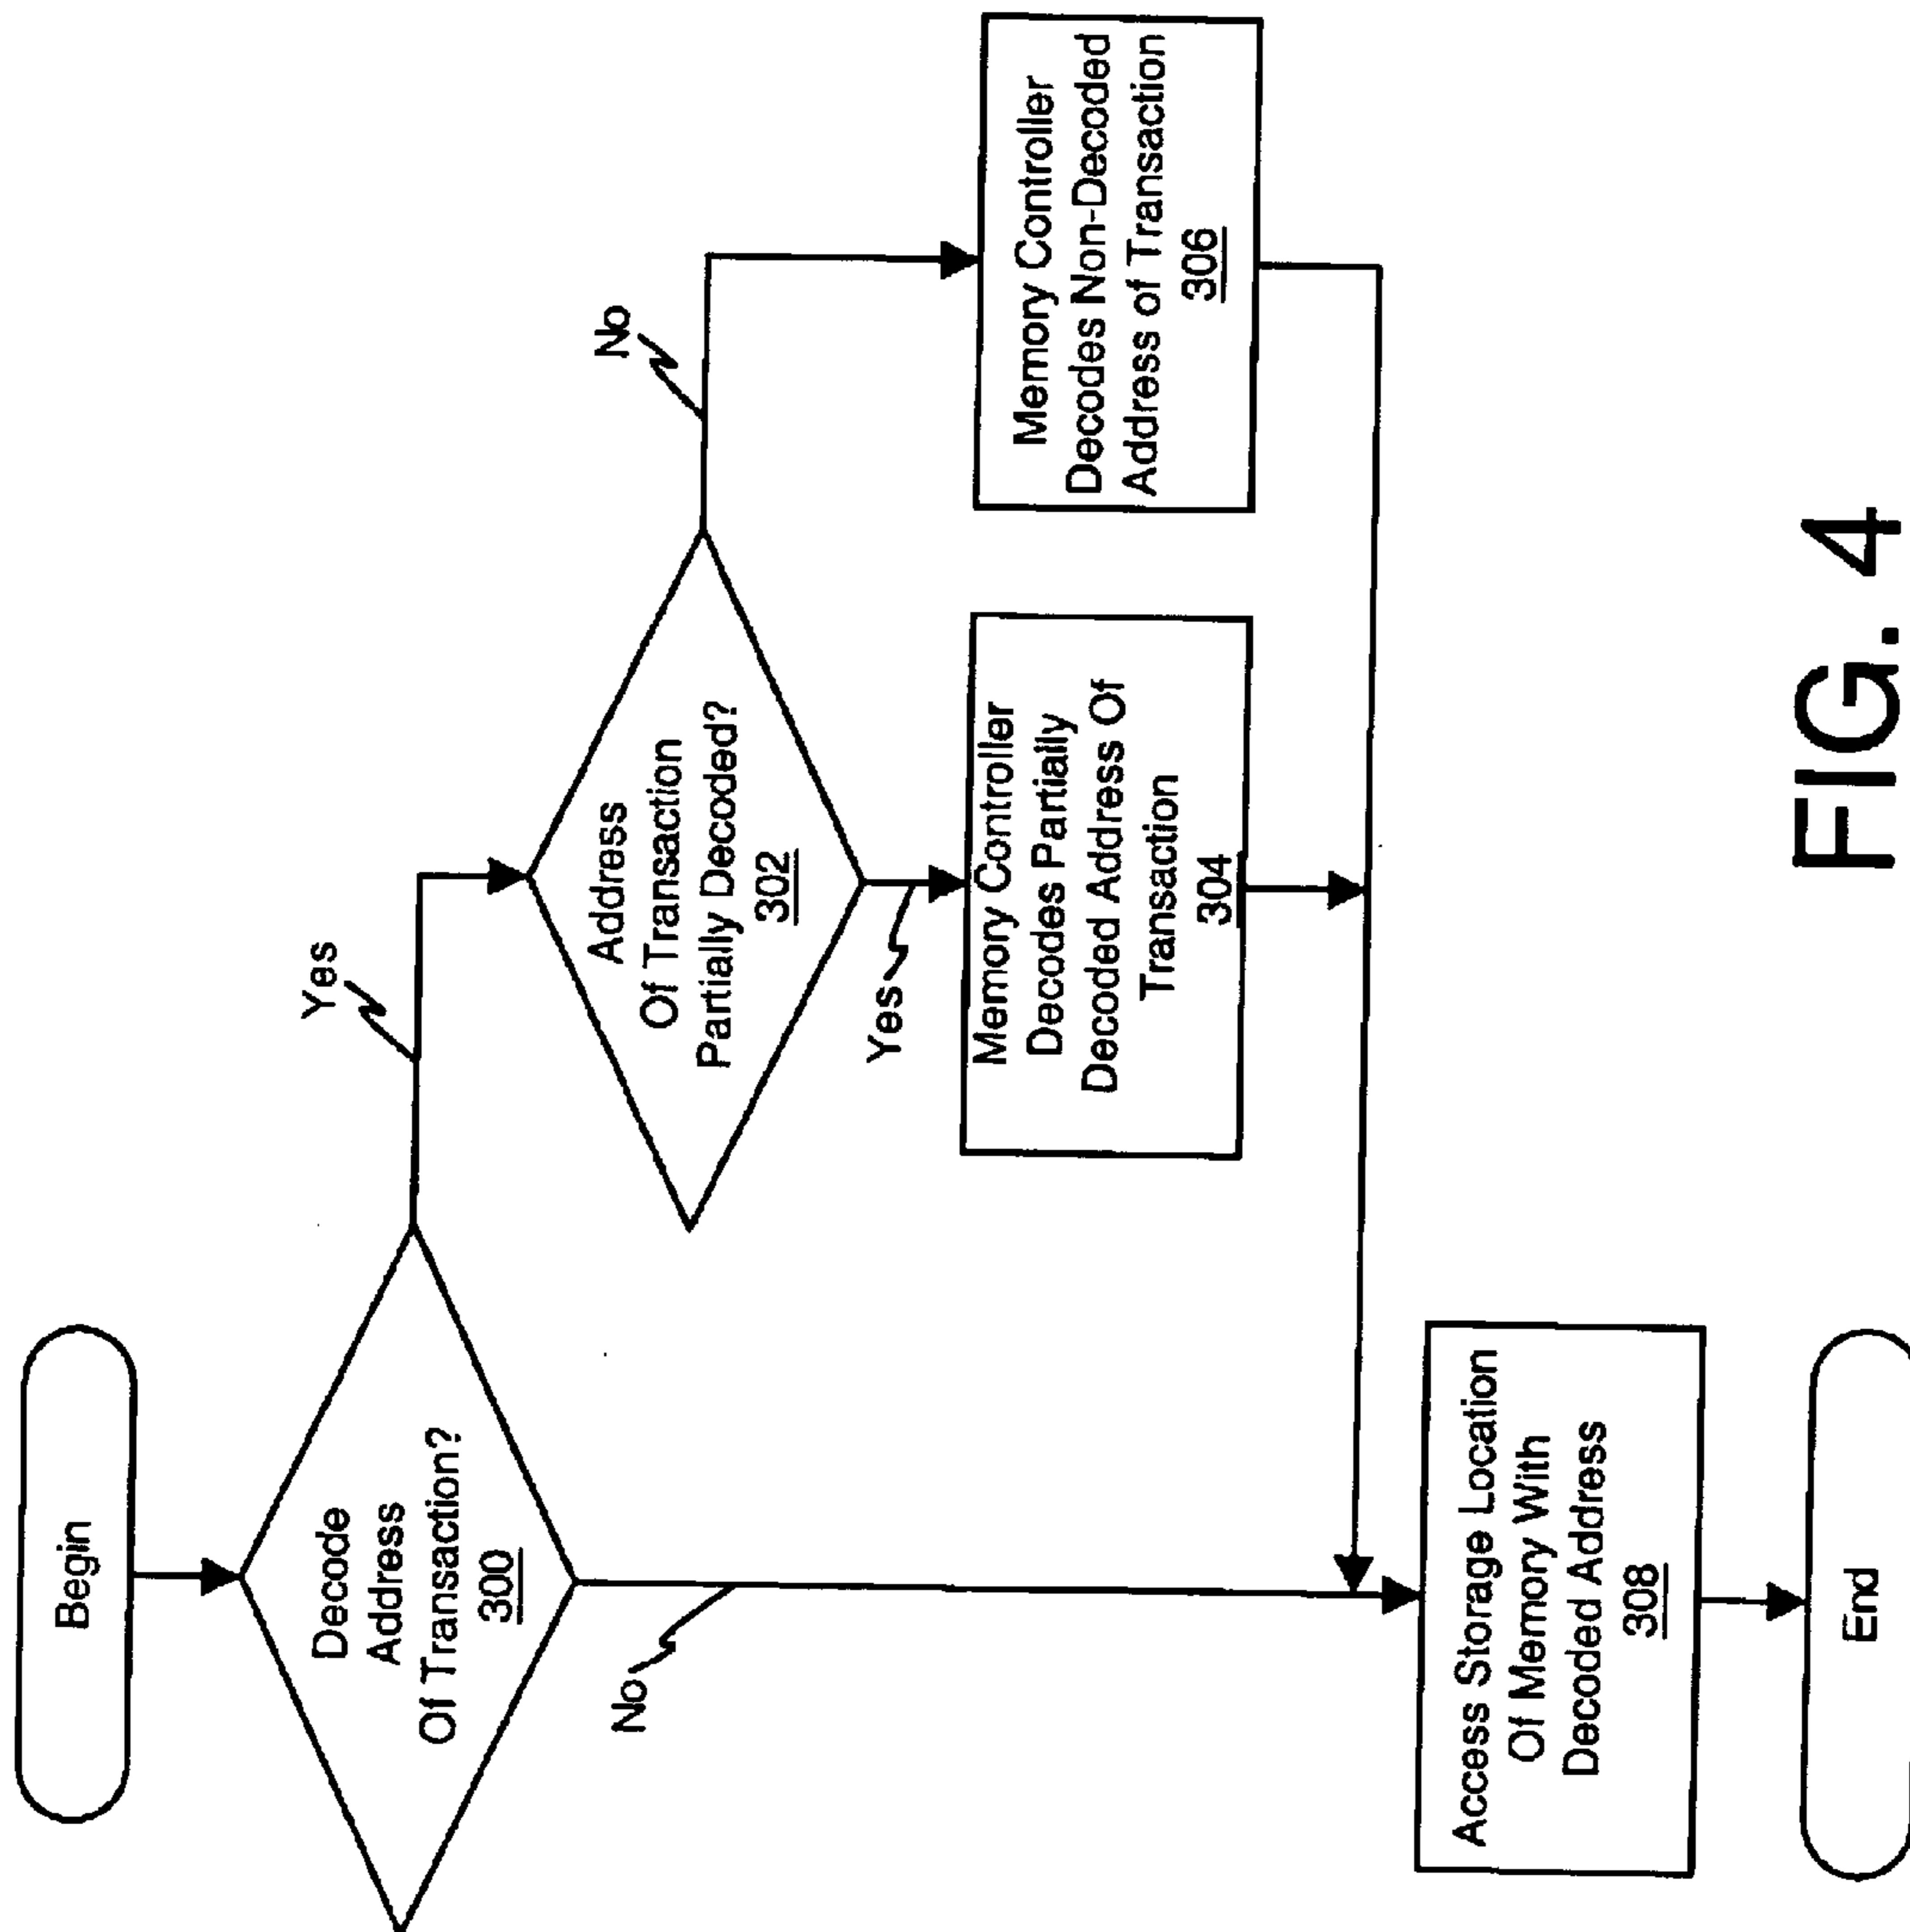 Begin
Decode
Address
Of Transaction?
300
Yes
No
Address
Of Transaction
Partially Decoded?
302
No
Yes
Memory Controller
Decodes Partially
Decoded Address Of
Transaction
304
Memory Controller
Decodes Non-Decoded
Address of Transaction
306
Access Storage Location
Of Memory With
Decoded Address
308
End
FIG. 4